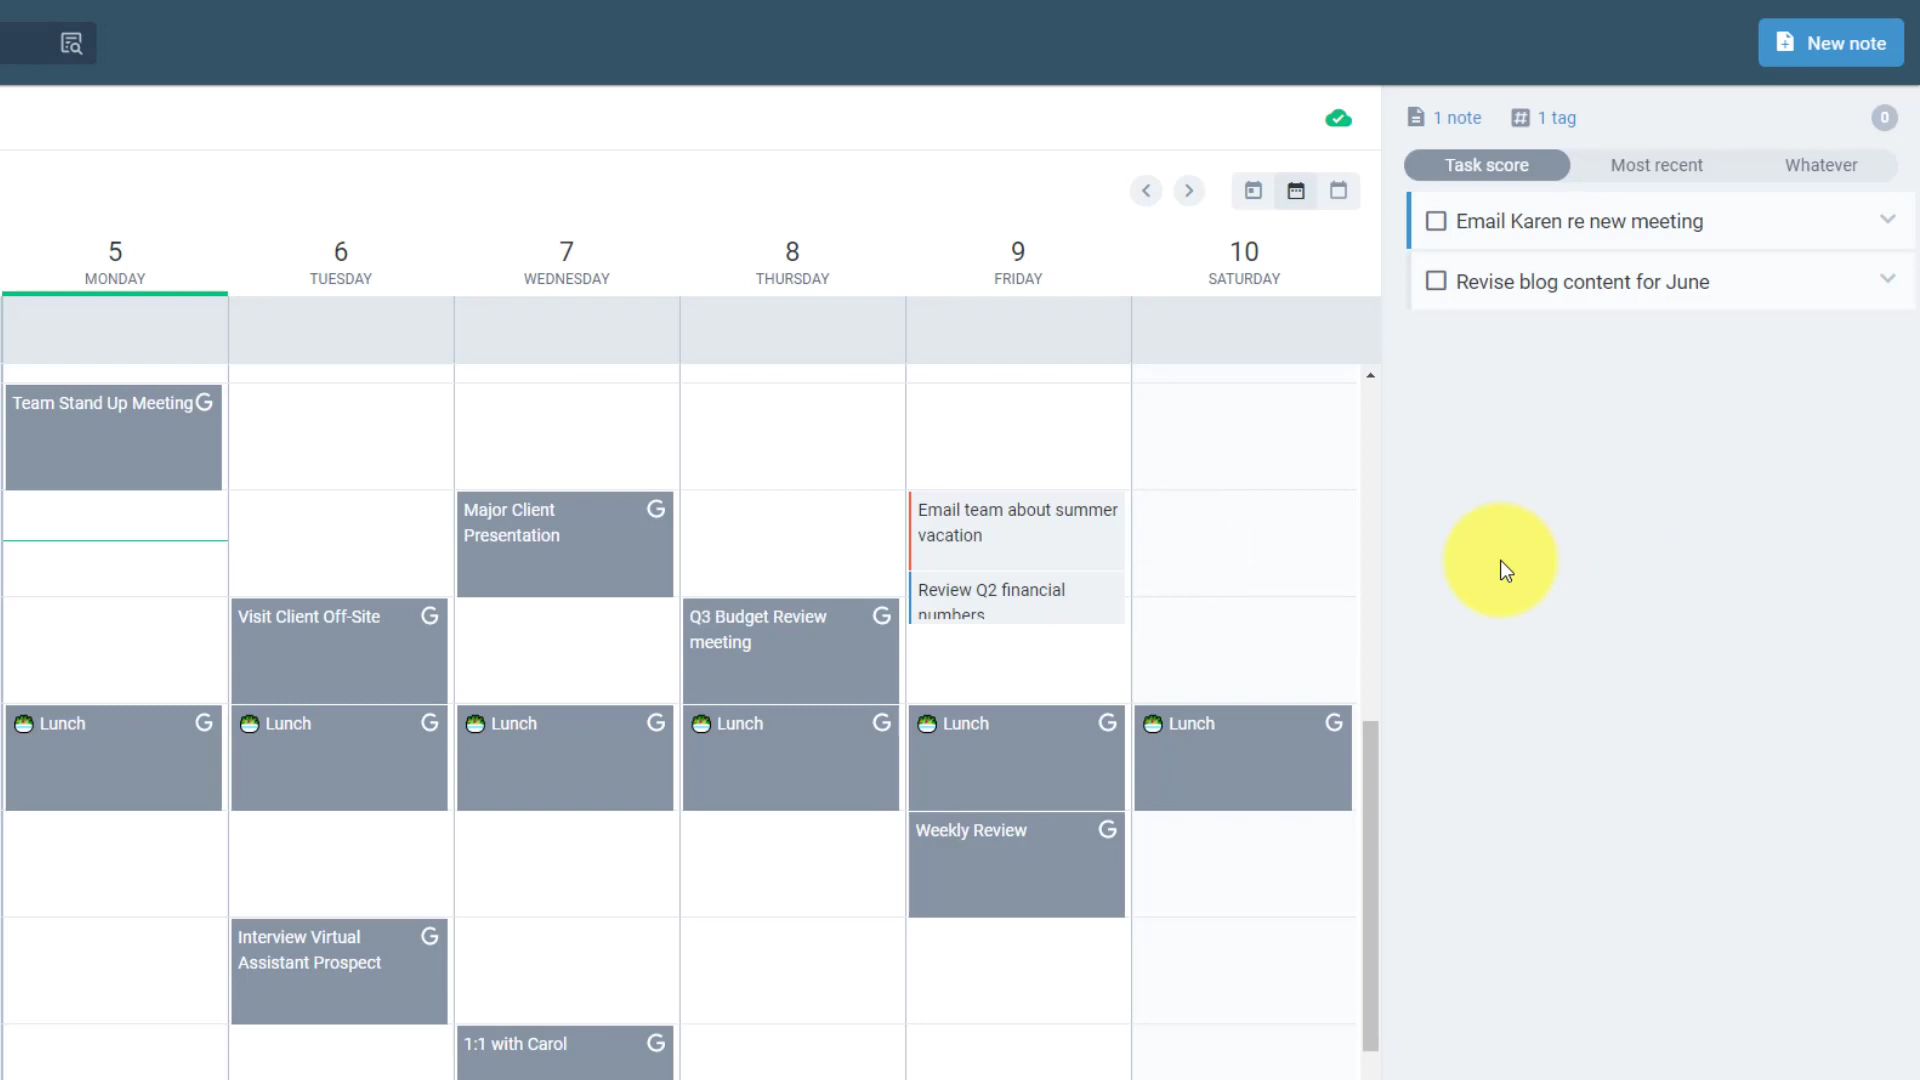 New note
1 note
1 tag
0
Task score
Most recent
Whatever
Email Karen re new meeting
Revise blog content for June
5
MONDAY
6
TUESDAY
7
WEDNESDAY
8
THURSDAY
9
FRIDAY
10
SATURDAY
Team Stand Up Meeting
Major Client
Presentation
Email team about summer
vacation
Review Q2 financial
numbers
Visit Client Off-Site
Q3 Budget Review
meeting
Lunch
Lunch
Lunch
Lunch
Lunch
Lunch
Weekly Review
Interview Virtual
Assistant Prospect
1:1 with Carol